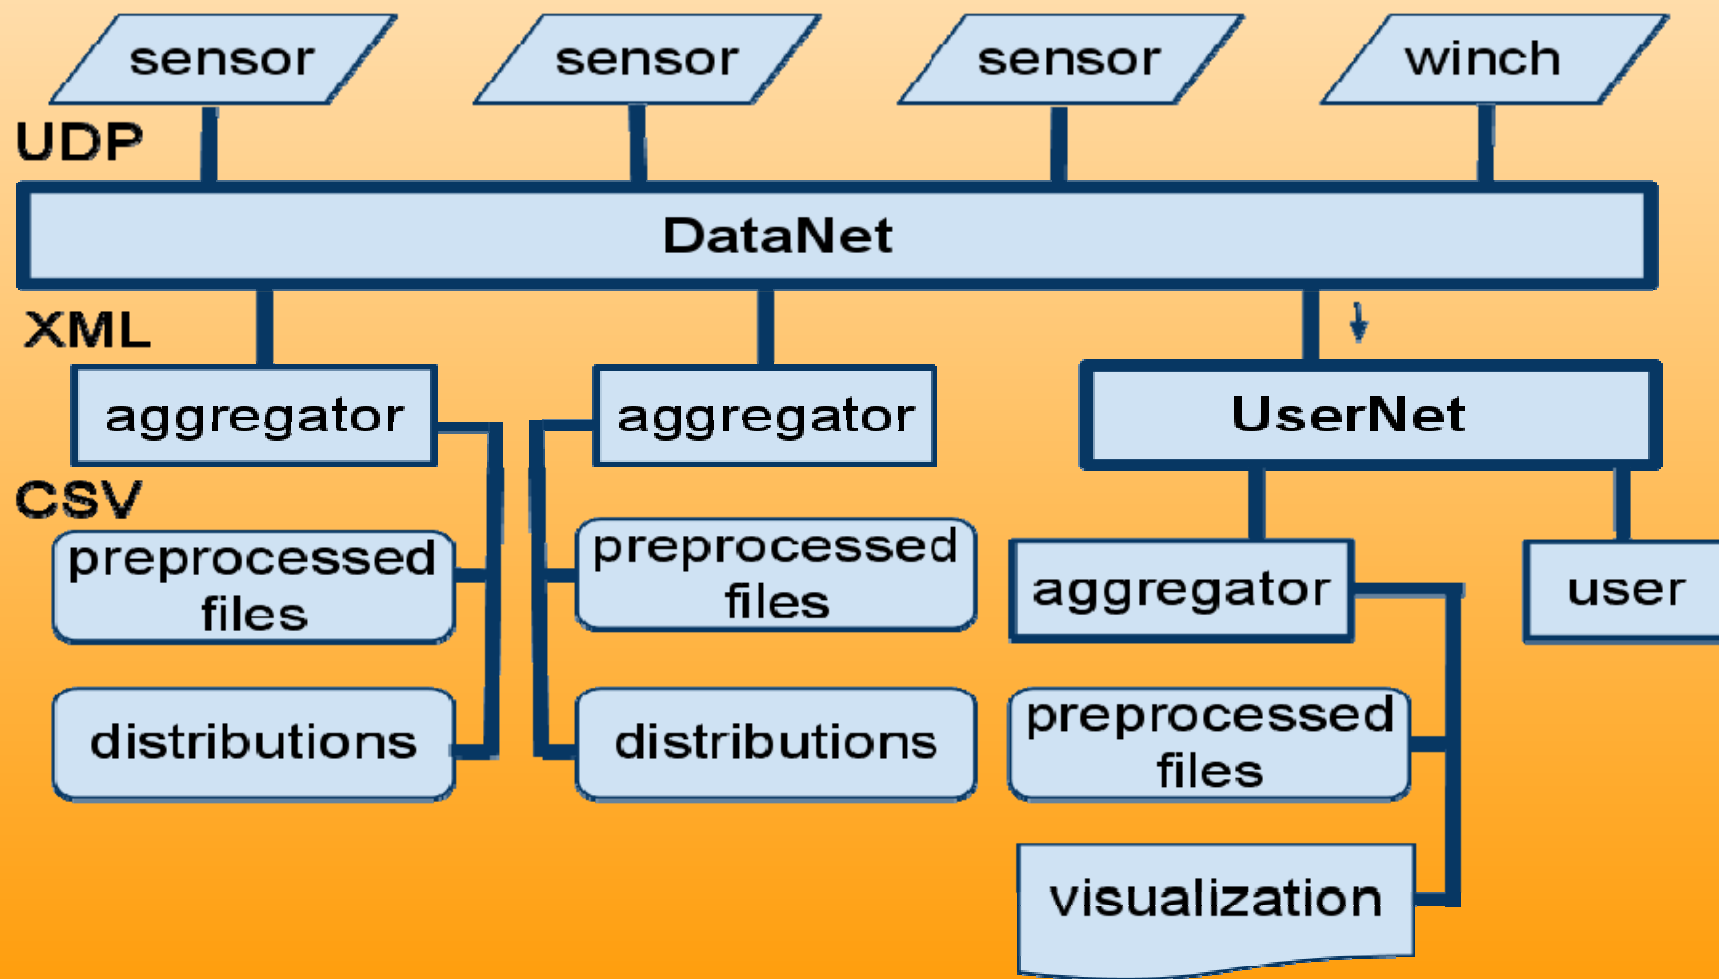 sensor
sensor
sensor
winch
UDP
DataNet
XML
aggregator
aggregator
UserNet
CSV
preprocessed
files
preprocessed
files
aggregator
user
distributions
distributions
preprocessed
files
visualization